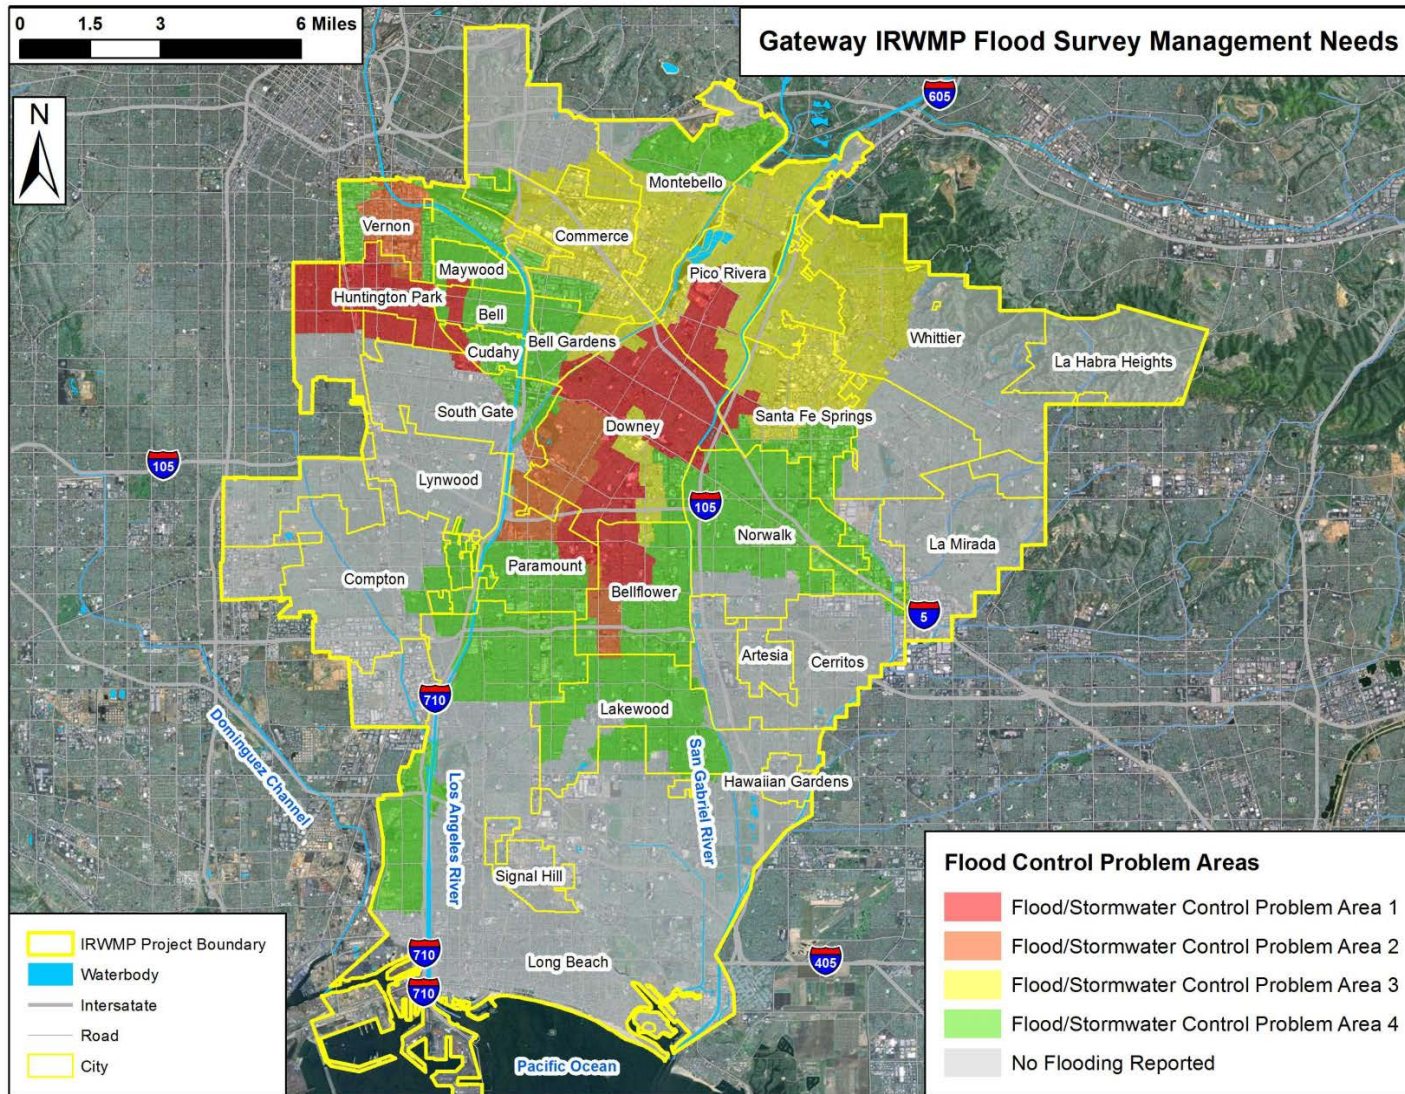 0 1.5 3 6 Miles
Gateway IRWMP Flood Survey Management Needs
N
605
Montebello
Vernon
Commerce
Maywood
Pico Rivera
Huntington Park
Bell
Whittier
Bell Gardens
Cudahy
La Habra Heights
South Gate
Santa Fe Springs
Downey
105
Lynwood
105
Norwalk
La Mirada
Paramount
Compton
Bellflower
5
Artesia
Cerritos
710
Lakewood
Dominguez Channel
Los Angeles River
San Gabriel River
Hawaiian Gardens
Signal Hill
710
Long Beach
405
710
Pacific Ocean
IRWMP Project Boundary
Waterbody
Intersatate
Road
City
Flood Control Problem Areas
Flood/Stormwater Control Problem Area 1
Flood/Stormwater Control Problem Area 2
Flood/Stormwater Control Problem Area 3
Flood/Stormwater Control Problem Area 4
No Flooding Reported